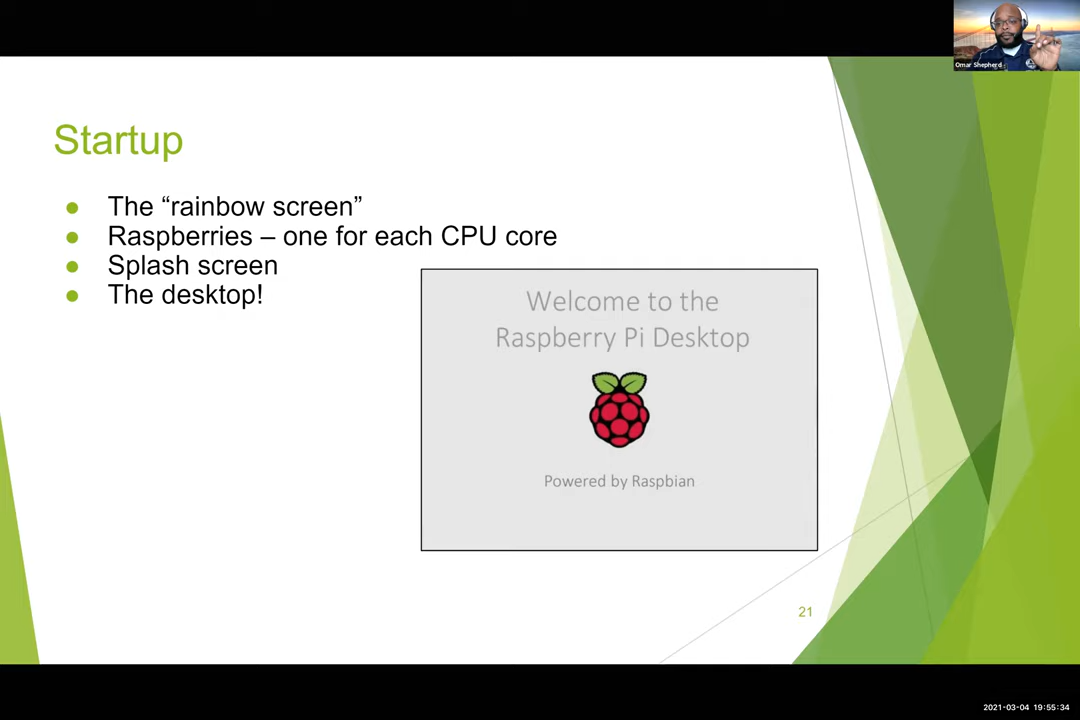 Omar Shepherd
Startup
The “rainbow screen”
Raspberries – one for each CPU core
Splash screen
The desktop!
Welcome to the
Raspberry Pi Desktop
Powered by Raspbian
21
2021-03-04 19:55:34